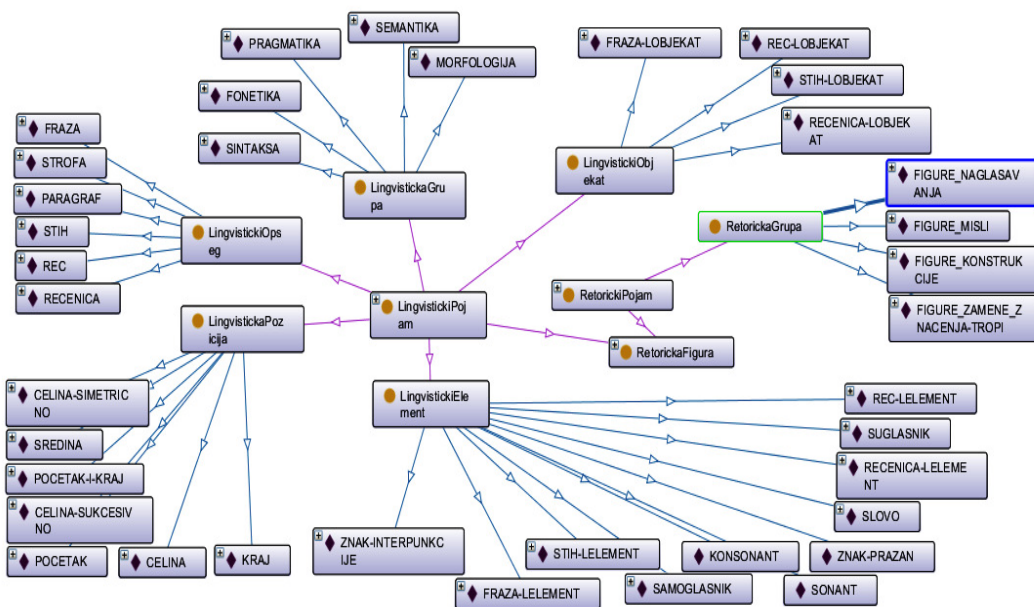 SEMANTIKA
PRAGMATIKA
FRAZA-LOBJEKAT
REC-LOBJEKAT
MORFOLOGIJA
STIH-LOBJEKAT
FONETIKA
FRAZA
RECENICA-LOBJEK
AT
SINTAKSA
STROFA
LingvistickiObj
ekat
FIGURE_NAGLASAV
ANJA
LingvistickaGru
pa
PARAGRAF
STIH
LingvistickiOps
eg
RetorickaGrupa
FIGURE_MISLI
REC
FIGURE_KONSTRUK
CIJE
RECENICA
RetorickiPojam
LingvistickiPoj
am
LingvistickaPoz
icija
FIGURE_ZAMENE_Z
NACENJA-TROPI
RetorickaFigura
CELINA-SIMETRIC
NO
LingvistickiEle
ment
REC-LELEMENT
SREDINA
SUGLASNIK
POCETAK-I-KRAJ
RECENICA-LELEME
NT
CELINA-SUKCESIV
NO
SLOVO
ZNAK-INTERPUNKC
IJE
STIH-LELEMENT
KONSONANT
ZNAK-PRAZAN
POCETAK
CELINA
KRAJ
FRAZA-LELEMENT
SAMOGLASNIK
SONANT